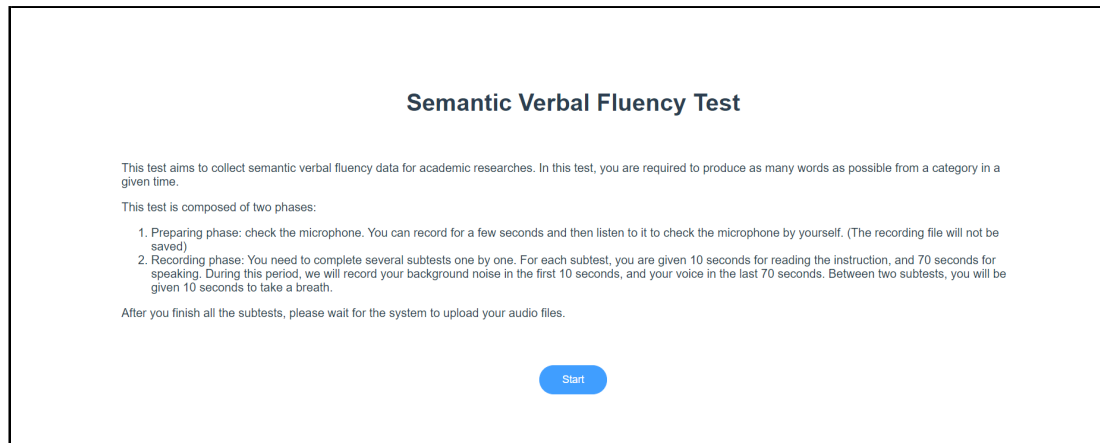 Semantic Verbal Fluency Test
This test aims to collect semantic verbal fluency data for academic researches. In this test, you are required to produce as many words as possible from a category in a
given time.
This test is composed of two phases:
1. Preparing phase: check the microphone. You can record for a few seconds and then listen to it to check the microphone by yourself. (The recording file will not be
saved)
2. Recording phase: You need to complete several subtests one by one. For each subtest, you are given 10 seconds for reading the instruction, and 70 seconds for
speaking. During this period, we will record your background noise in the first 10 seconds, and your voice in the last 70 seconds. Between two subtests, you will be
given 10 seconds to take a breath.
After you finish all the subtests, please wait for the system to upload your audio files.
Start